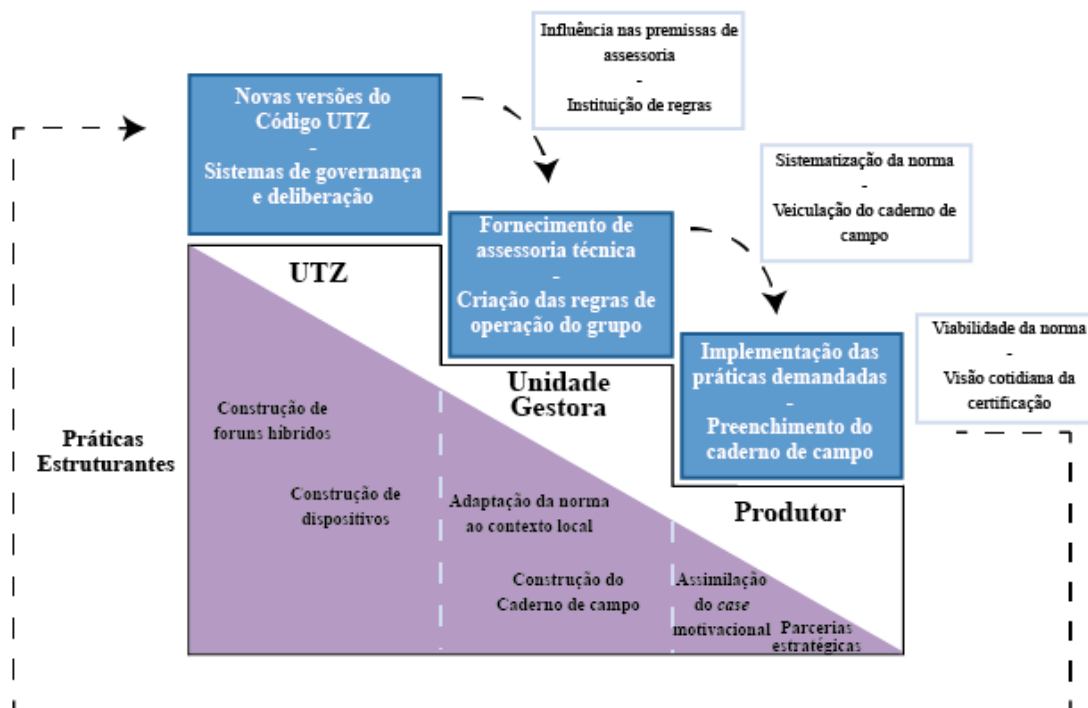 Influência nas premissas de
assessoria
-
Instituição de regras
Novas versões do
Código UTZ
-
Sistemas de governança
e deliberação
Sistematização da norma
-
Veiculação do caderno de
campo
Fornecimento de
assessoria técnica
-
Criação das regras de
operação do grupo
UTZ
Viabilidade da norma
-
Visão cotidiana da
certificação
Implementação das
práticas demandadas
-
Preenchimento do
caderno de campo
Unidade
Gestora
Práticas
Estruturantes
Construção de
foruns híbridos
Construção de
dispositivos
Adaptação da norma
ao contexto local
Produtor
Construção do
Caderno de campo
Assimilação
do case
motivacional
Parcerias
estratégicas